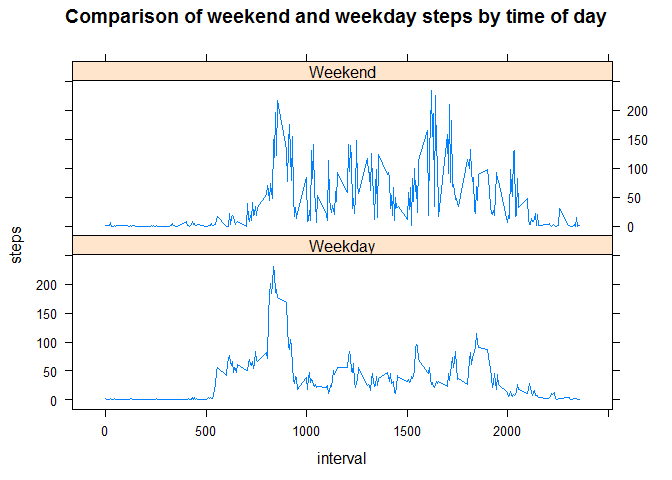 Comparison of weekend and weekday steps by time of day
Weekend
200
150
100
50
0
steps
Weekday
200
150
100
50
0
0 500 1000 1500 2000
interval